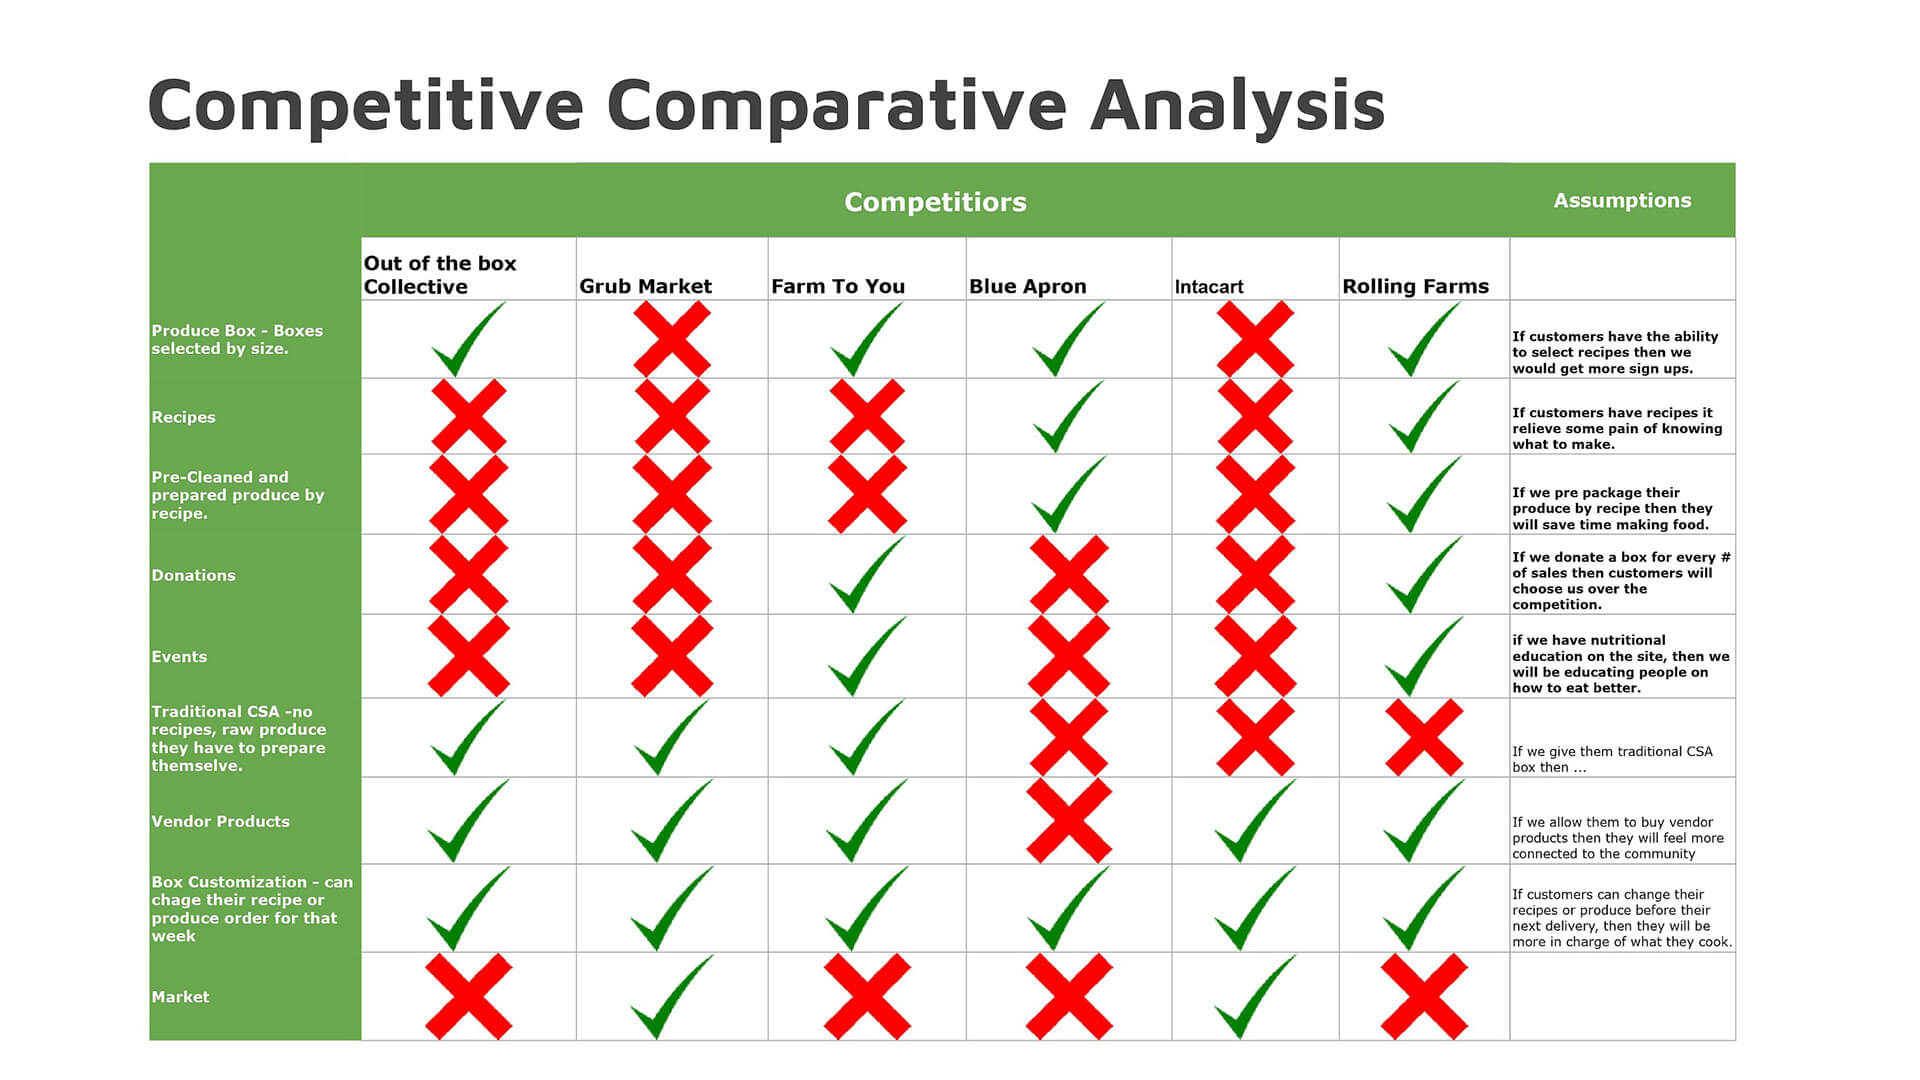 Competitive Comparative Analysis
Competitiors
Assumptions
Out of the box
Collective
Grub Market
Farm To You
Blue Apron
Intacart
Rolling Farms
Produce Box - Boxes
selected by size.
If customers have the ability
to select recipes then we
would get more sign ups.
Recipes
If customers have recipes it
relieve some pain of knowing
what to make.
Pre-Cleaned and
prepared produce by
recipe.
If we pre package their
produce by recipe then they
will save time making food.
Donations
If we donate a box for every #
of sales then customers will
choose us over the
competition.
Events
if we have nutritional
education on the site, then we
will be educating people on
how to eat better.
Traditional CSA -no
recipes, raw produce
they have to prepare
themselve.
If we give them traditional CSA
box then ...
Vendor Products
If we allow them to buy vendor
products then they will feel more
connected to the community
Box Customization - can
chage their recipe or
produce order for that
week
If customers can change their
recipes or produce before their
next delivery, then they will be
more in charge of what they cook.
Market